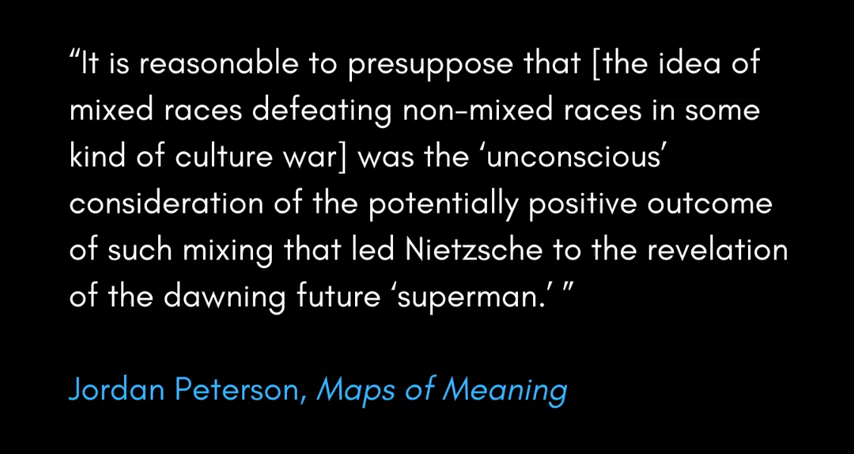 “It is reasonable to presuppose that [the idea of
mixed races defeating non-mixed races in some
kind of culture war] was the ‘unconscious’
consideration of the potentially positive outcome
of such mixing that led Nietzsche to the revelation
of the dawning future ‘superman.’ ”
Jordan Peterson, Maps of Meaning